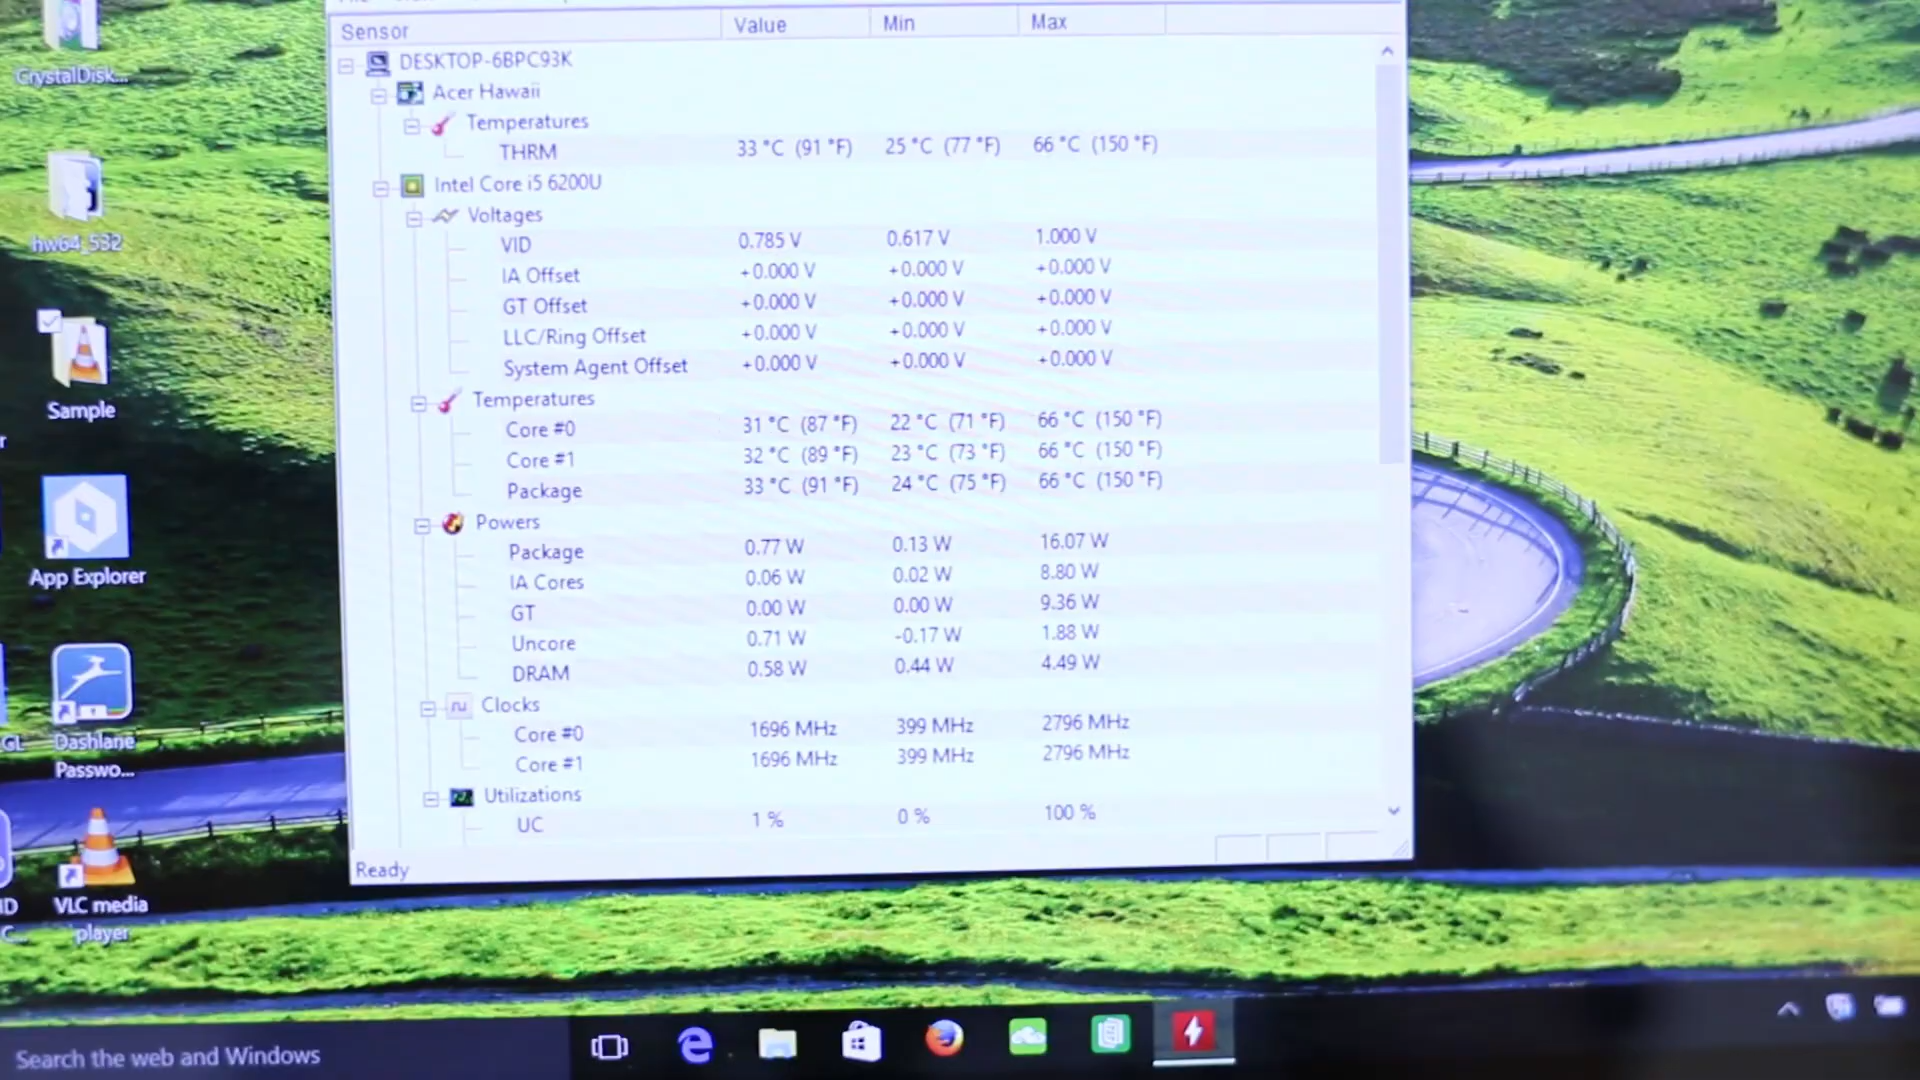 Sensor Value Min Max
DESKTOP-6BPC93K
Acer Hawaii
Temperatures
THRM 33 °C (91 °F) 25 °C (77 °F) 66 °C (150 °F)
Intel Core i5 6200U
Voltages
VID 0.785 V 0.617 V 1.000 V
IA Offset +0.000 V +0.000 V +0.000 V
GT Offset +0.000 V +0.000 V +0.000 V
LLC/Ring Offset +0.000 V +0.000 V +0.000 V
System Agent Offset +0.000 V +0.000 V +0.000 V
Temperatures
Core #0 31 °C (87 °F) 22 °C (71 °F) 66 °C (150 °F)
Core #1 32 °C (89 °F) 23 °C (73 °F) 66 °C (150 °F)
Package 33 °C (91 °F) 24 °C (75 °F) 66 °C (150 °F)
Powers
Package 0.77 W 0.13 W 16.07 W
IA Cores 0.06 W 0.02 W 8.80 W
GT 0.00 W 0.00 W 9.36 W
Uncore 0.71 W -0.17 W 1.88 W
DRAM 0.58 W 0.44 W 4.49 W
Clocks
Core #0 1696 MHz 399 MHz 2796 MHz
Core #1 1696 MHz 399 MHz 2796 MHz
Utilizations
UC 1 % 0 % 100 %
Ready
CrystalDisk...
hw64_532
Sample
App Explorer
Dashlane
Passwo...
VLC media
player
Search the web and Windows